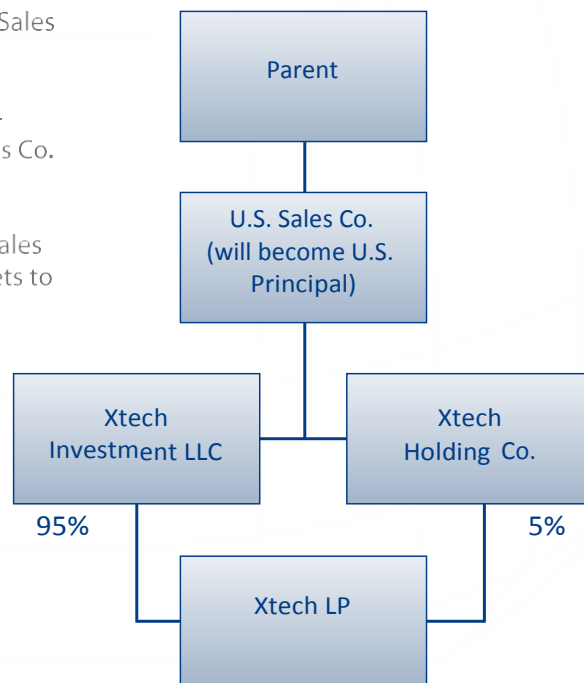 Sales
s Co.
ales
ets to
Parent
U.S. Sales Co.
(will become U.S.
Principal)
Xtech
Investment LLC
Xtech
Holding Co.
95%
5%
Xtech LP